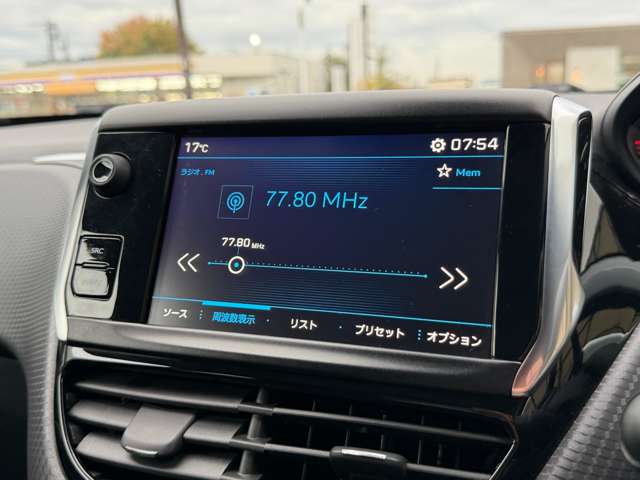 17℃
07:54
ラジオ.FM
Mem
77.80 MHz
77.80 MHz
SRC
ソース
周波数表示
リスト
プリセット
オプション